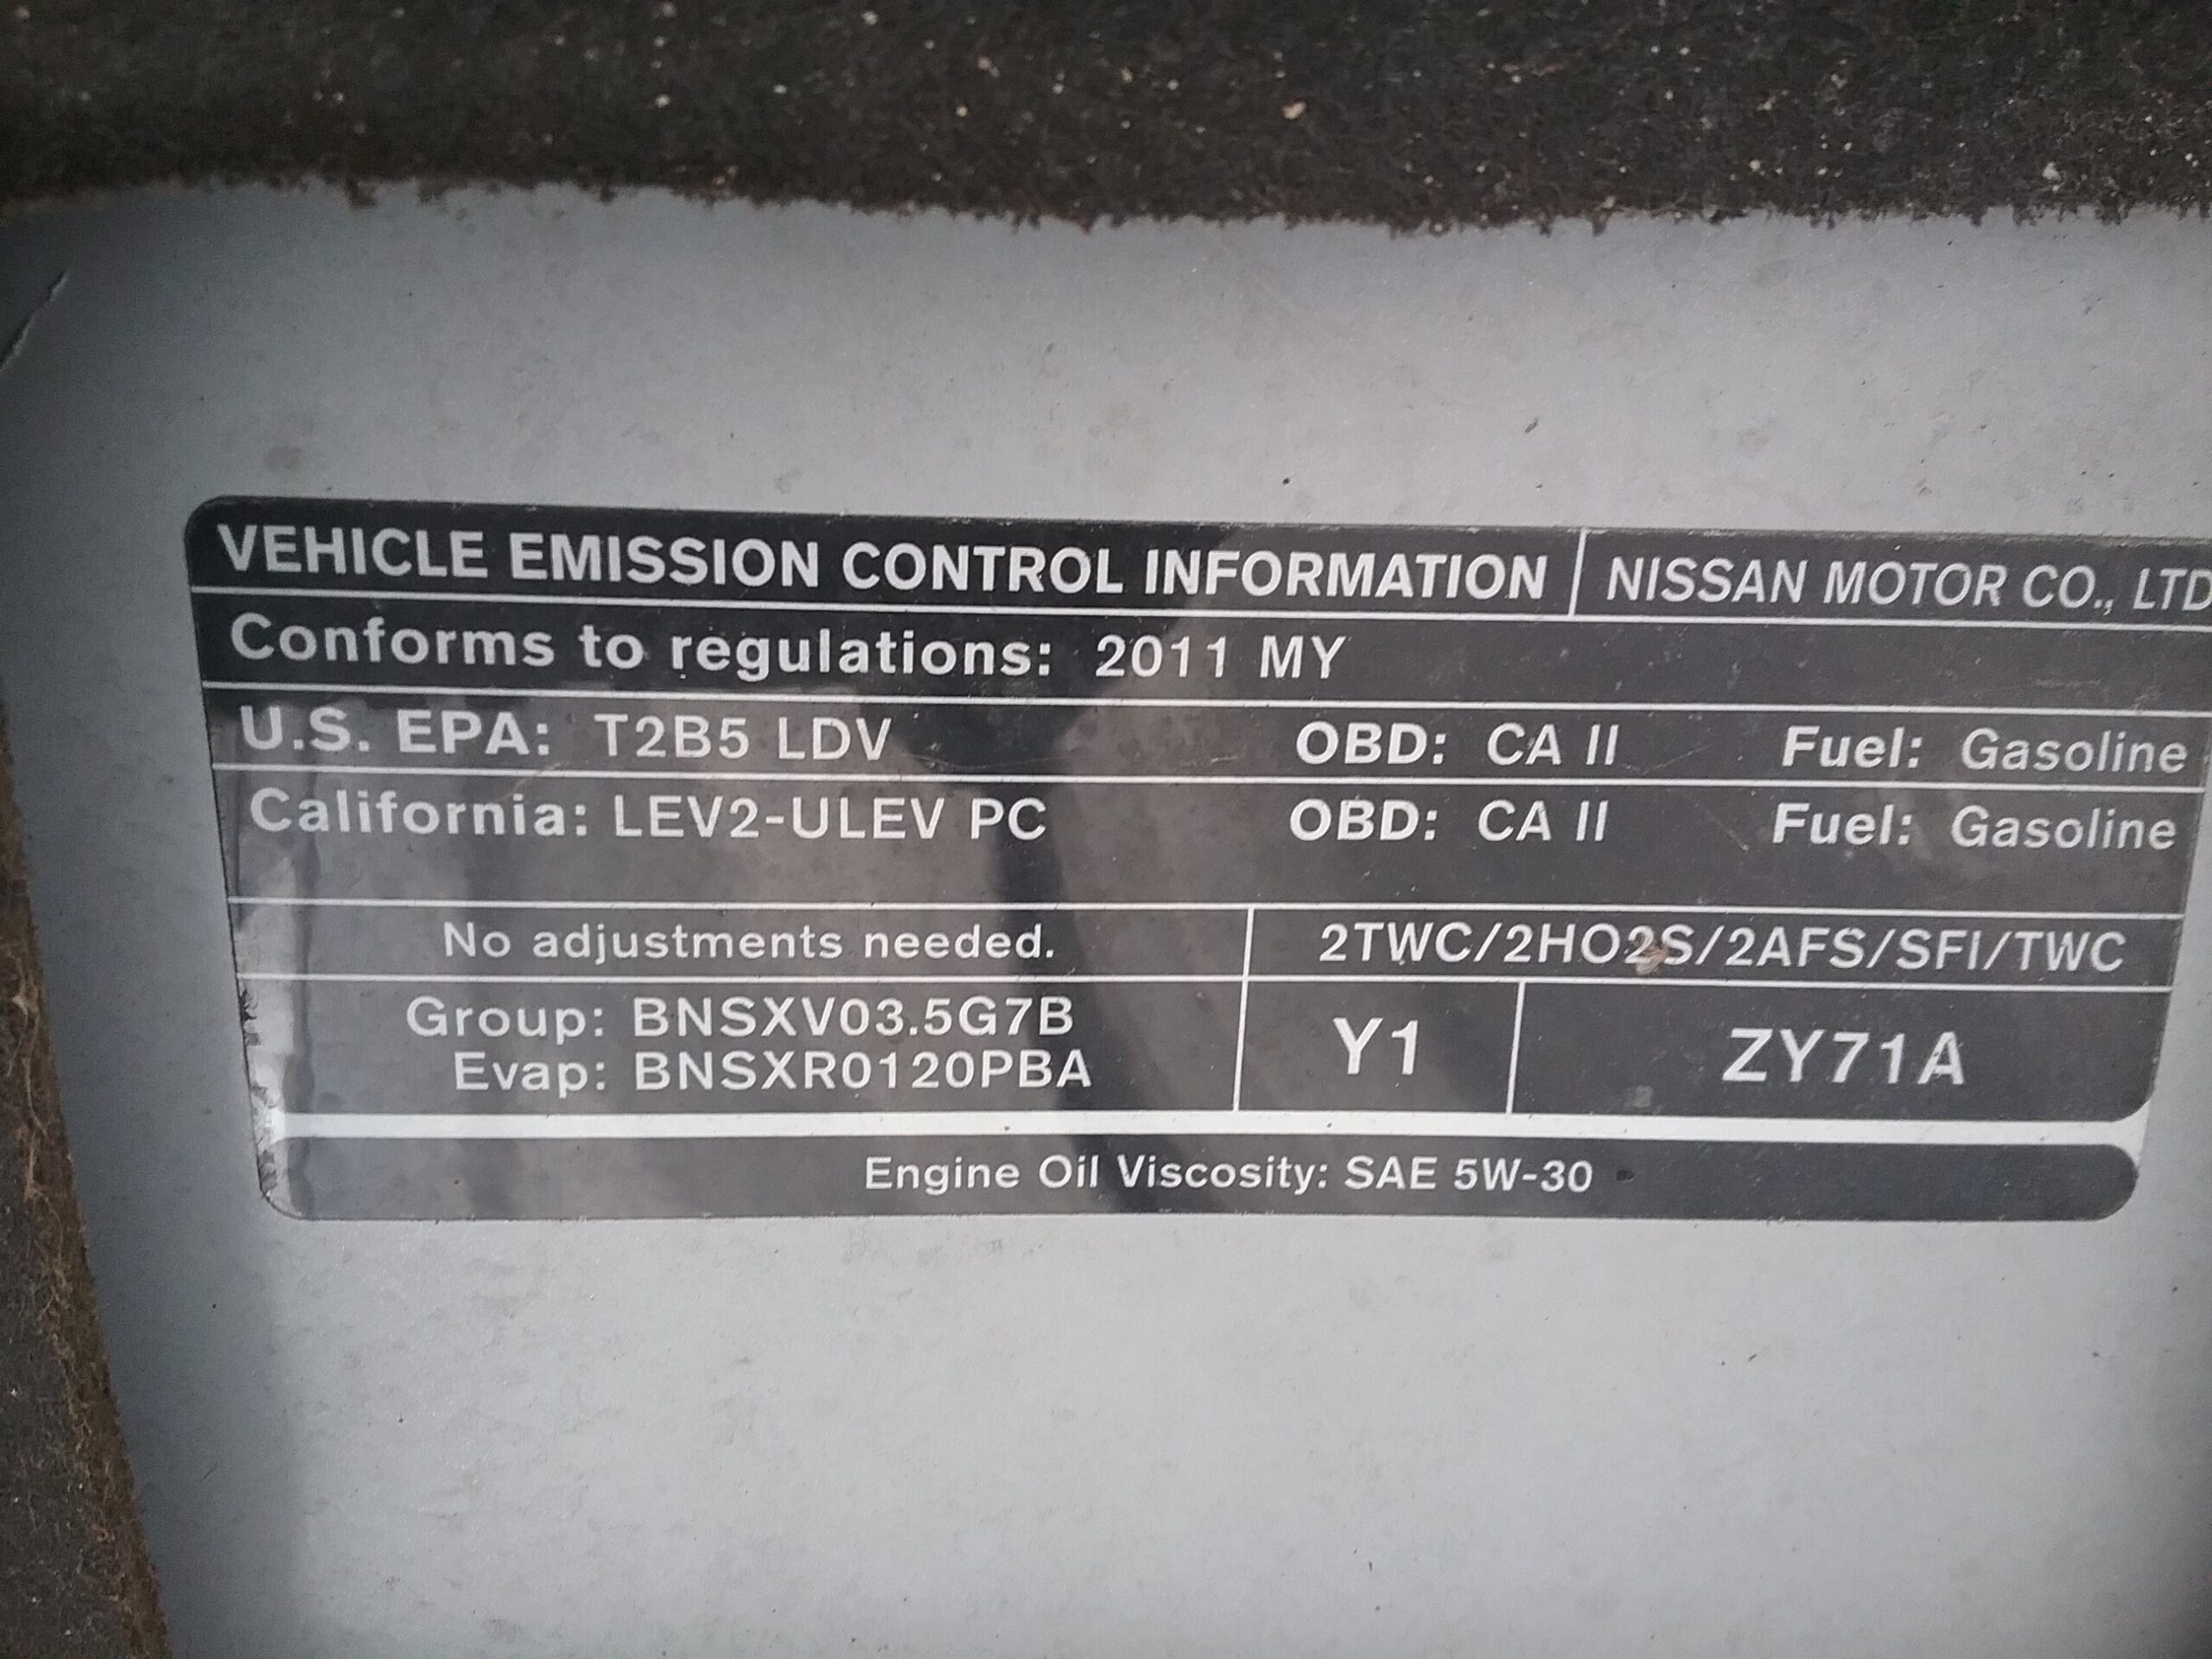 VEHICLE EMISSION CONTROL INFORMATION NISSAN MOTOR CO., LTD
Conforms to regulations: 2011 MY
U.S. EPA: T2B5 LDV OBD: CA II Fuel: Gasoline
California: LEV2-ULEV PC OBD: CA II Fuel: Gasoline
No adjustments needed. 2TWC/2HO2S/2AFS/SFI/TWC
Group: BNSXV03.5G7B
Evap: BNSXR0120PBA
Y1 ZY71A
Engine Oil Viscosity: SAE 5W-30